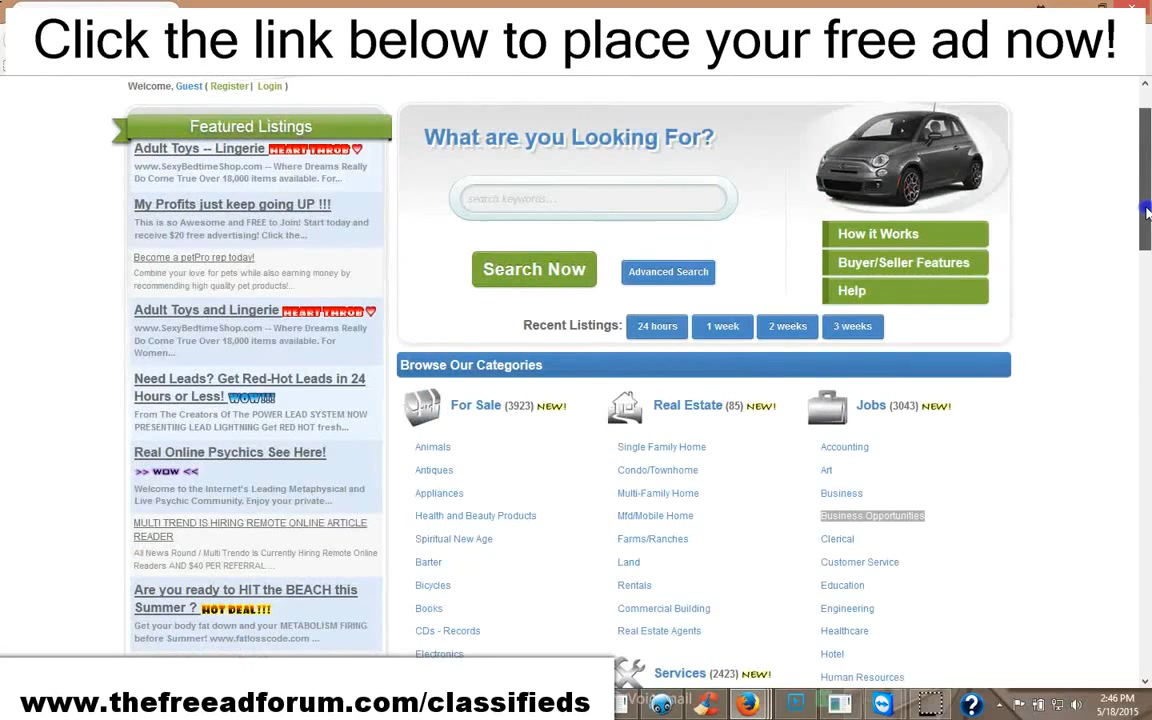 Click the link below to place your free ad now!
Welcome, Guest ( Register | Login )
Featured Listings
Adult Toys -- Lingerie HEART THROB
www.SexyBedtimeShop.com -- Where Dreams Really
Do Come True Over 18,000 items available. For...
My Profits just keep going UP !!!
This is so Awesome and FREE to Join! Start today and
receive $20 free advertising! Click the...
Become a petPro rep today!
Combine your love for pets while also earning money by
recommending high quality pet products!..
Adult Toys and Lingerie HEART THROB
www.SexyBedtimeShop.com -- Where Dreams Really
Do Come True Over 18,000 items available. For
Women...
Need Leads? Get Red-Hot Leads in 24
Hours or Less! WOW!!!
From The Creators Of The POWER LEAD SYSTEM NOW
PRESENTING LEAD LIGHTNING Get RED HOT fresh...
Real Online Psychics See Here!
>> WOW <<
Welcome to the Internet's Leading Metaphysical and
Live Psychic Community. Enjoy your private...
MULTI TREND IS HIRING REMOTE ONLINE ARTICLE
READER
All News Round / Multi Trendo Is Currently Hiring Remote Online
Readers AND $40 PER REFERRAL ...
Are you ready to HIT the BEACH this
Summer ? HOT DEAL!!!
Get your body fat down and your METABOLISM FIRING
before Summer! www.fatlosscode.com ...
What are you Looking For?
search keywords...
Search Now
Advanced Search
How it Works
Buyer/Seller Features
Help
Recent Listings: 24 hours 1 week 2 weeks 3 weeks
Browse Our Categories
For Sale (3923) NEW!
Animals
Antiques
Appliances
Health and Beauty Products
Spiritual New Age
Barter
Bicycles
Books
CDs - Records
Electronics
Real Estate (85) NEW!
Single Family Home
Condo/Townhome
Multi-Family Home
Mfd/Mobile Home
Farms/Ranches
Land
Rentals
Commercial Building
Real Estate Agents
Services (2423) NEW!
Jobs (3043) NEW!
Accounting
Art
Business
Business Opportunities
Clerical
Customer Service
Education
Engineering
Healthcare
Hotel
Human Resources
www.thefreeadforum.com/classifieds
2:46 PM
5/18/2015